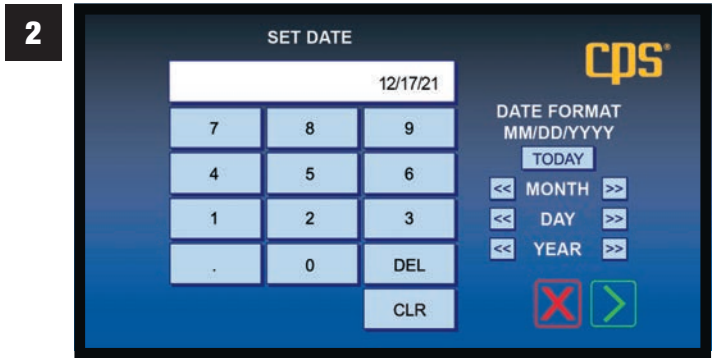 2
SET DATE
cps®
12/17/21
DATE FORMAT
MM/DD/YYYY
7 8 9
TODAY
4 5 6
<< MONTH >>
1 2 3
<< DAY >>
. 0 DEL
<< YEAR >>
CLR
X >